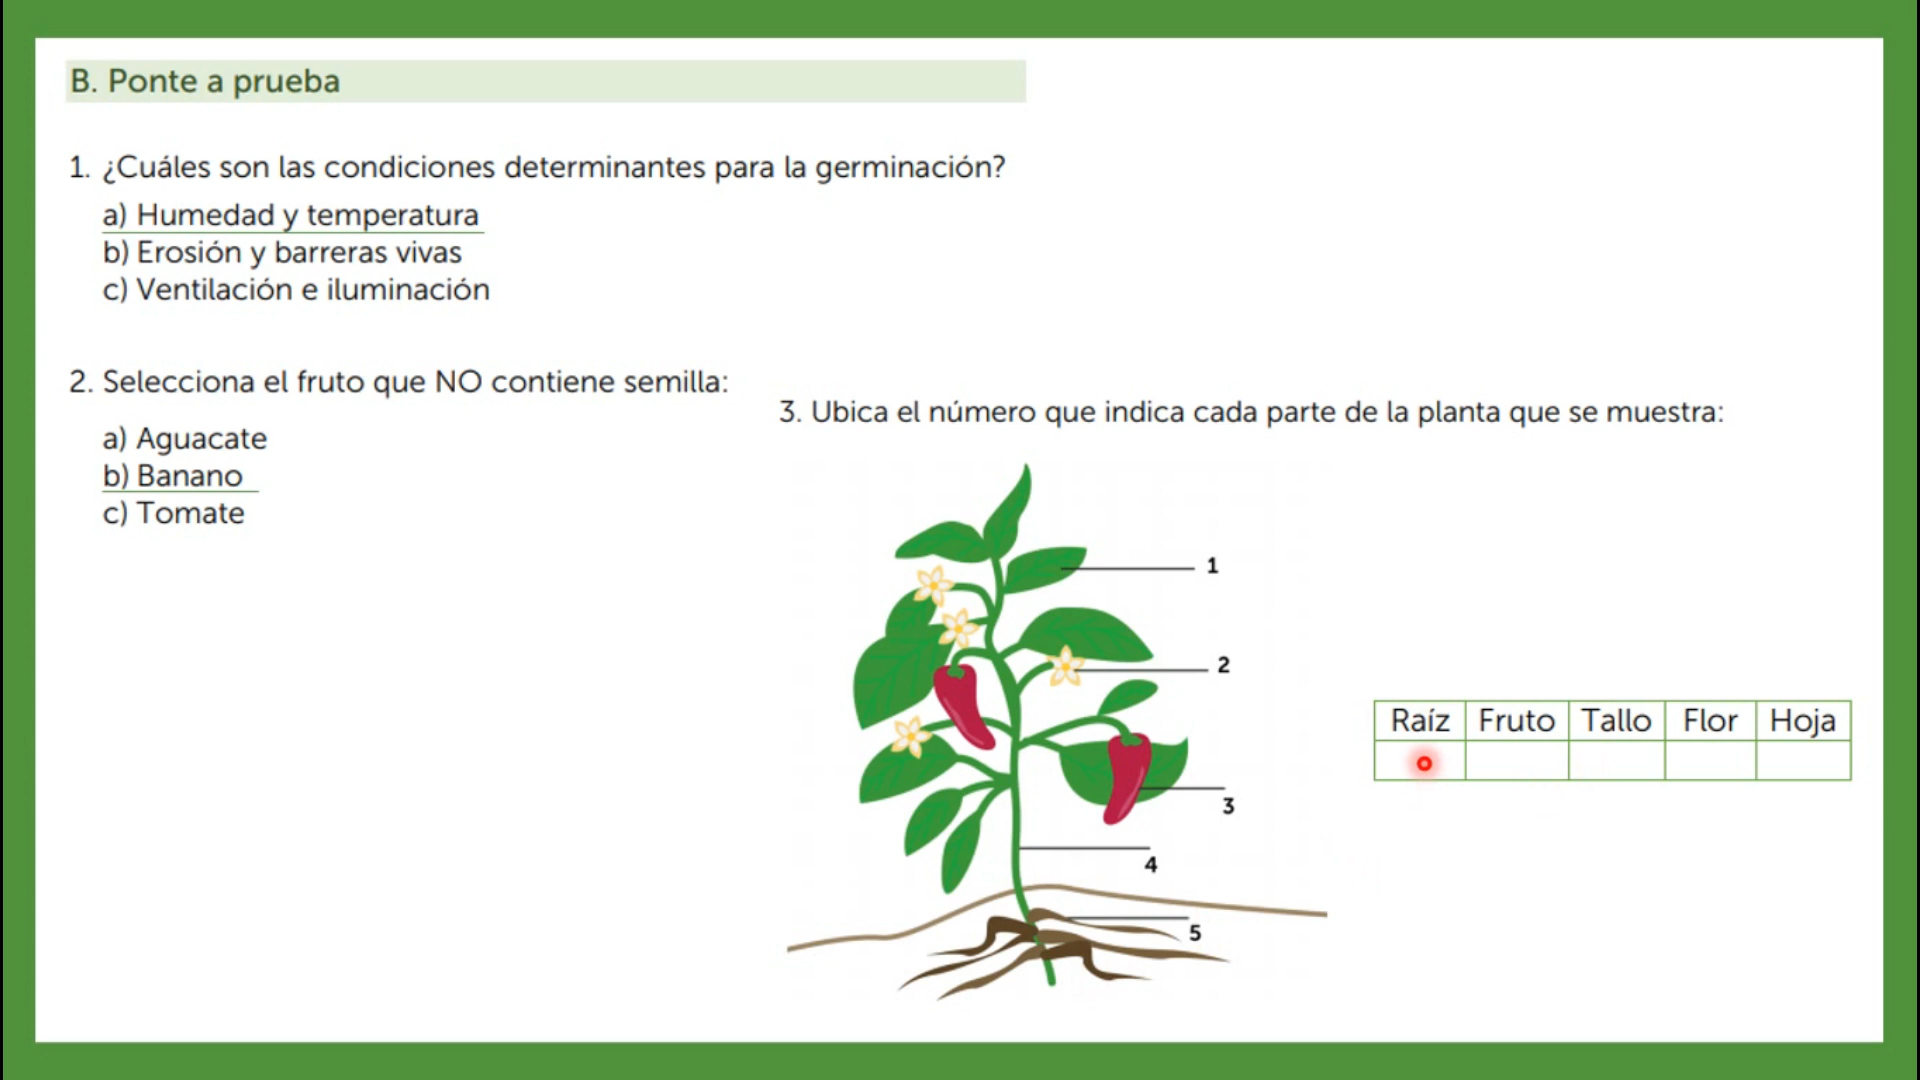 B. Ponte a prueba
1. ¿Cuáles son las condiciones determinantes para la germinación?
a) Humedad y temperatura
b) Erosión y barreras vivas
c) Ventilación e iluminación
2. Selecciona el fruto que NO contiene semilla:
a) Aguacate
b) Banano
c) Tomate
3. Ubica el número que indica cada parte de la planta que se muestra:
1
2
3
4
5
Raíz Fruto Tallo Flor Hoja